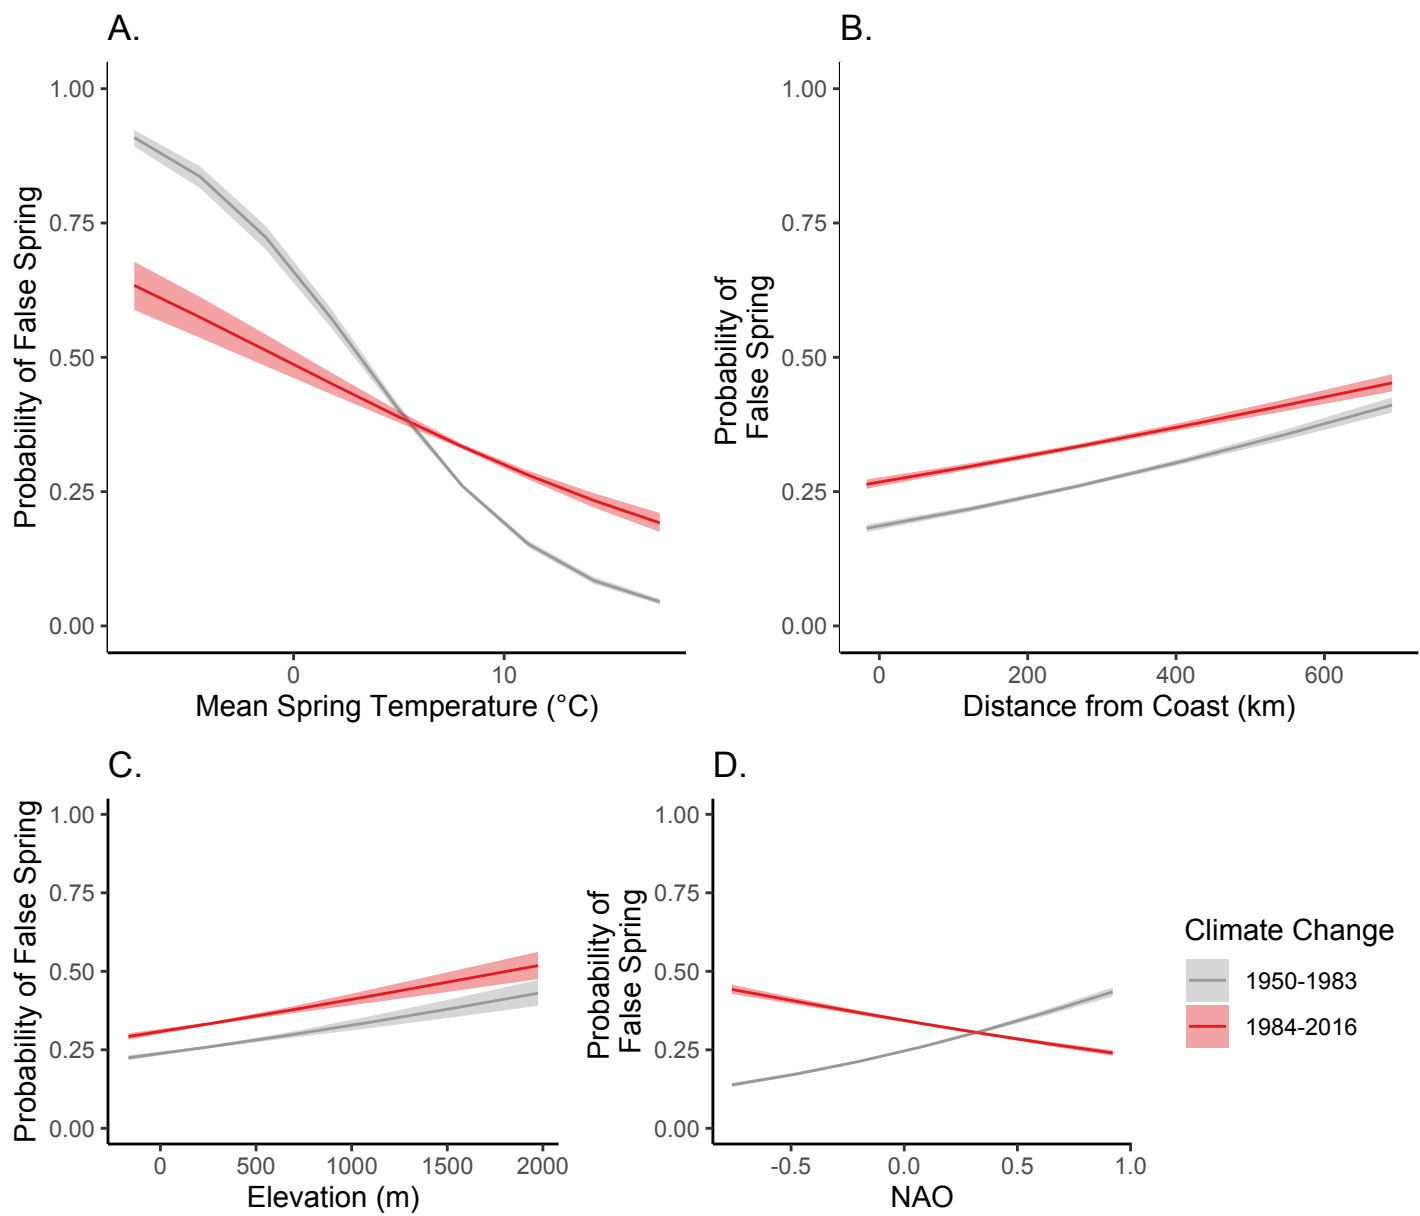 A.
Probability of False Spring
1.00
0.75
0.50
0.25
0.00
0
10
Mean Spring Temperature (°C)
B.
Probability of
False Spring
1.00
0.75
0.50
0.25
0.00
0
200
400
600
Distance from Coast (km)
C.
Probability of False Spring
1.00
0.75
0.50
0.25
0.00
0
500
1000
1500
2000
Elevation (m)
D.
Probability of
False Spring
1.00
0.75
0.50
0.25
0.00
-0.5
0.0
0.5
1.0
NAO
Climate Change
1950-1983
1984-2016